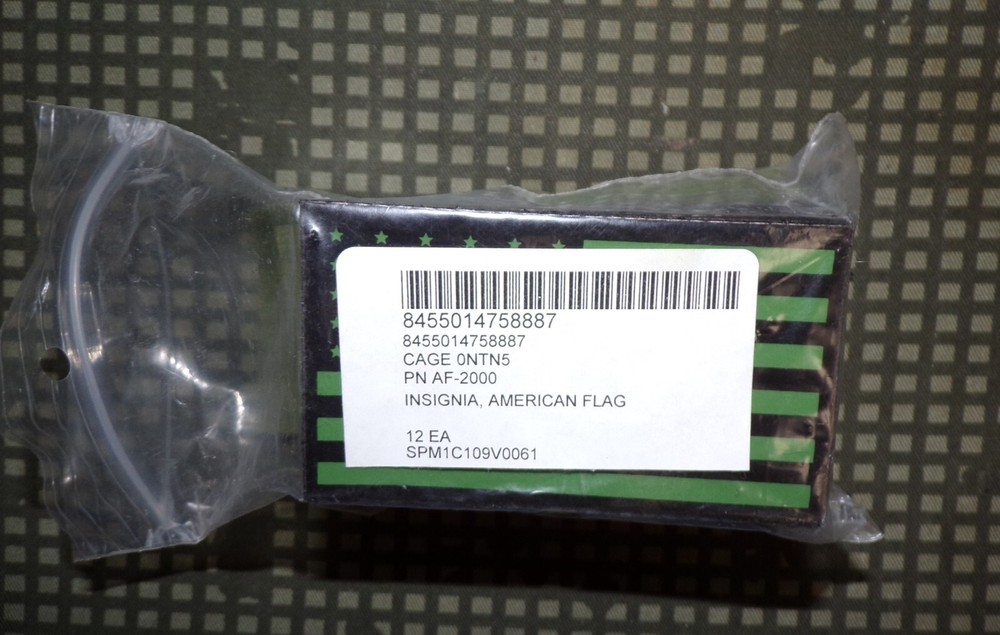 8455014758887
8455014758887
CAGE 0NTN5
PN AF-2000
INSIGNIA, AMERICAN FLAG
12 EA
SPM1C109V0061